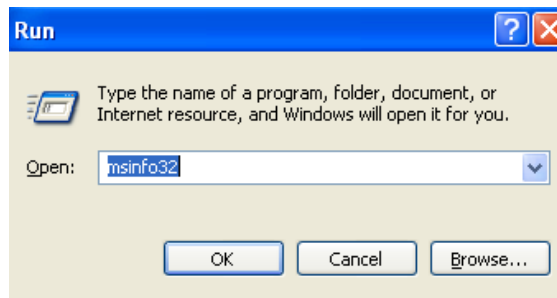 Run
Type the name of a program, folder, document, or
Internet resource, and Windows will open it for you.
Open:
msinfo32
OK
Cancel
Browse...